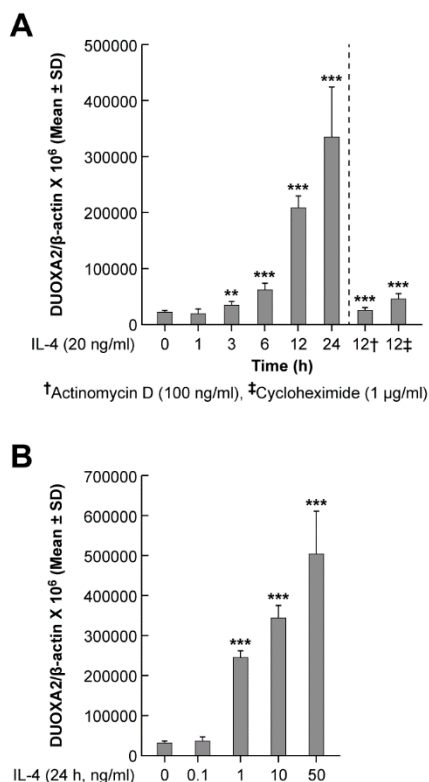 A
DUOXA2/β-actin X 10⁶ (Mean ± SD)
500000
400000
300000
200000
100000
0
** *** *** *** *** ***
IL-4 (20 ng/ml) 0 1 3 6 12 24 12† 12‡
Time (h)
†Actinomycin D (100 ng/ml), ‡Cycloheximide (1 µg/ml)
B
DUOXA2/β-actin X 10⁶ (Mean ± SD)
700000
600000
500000
400000
300000
200000
100000
0
*** *** ***
IL-4 (24 h, ng/ml) 0 0.1 1 10 50